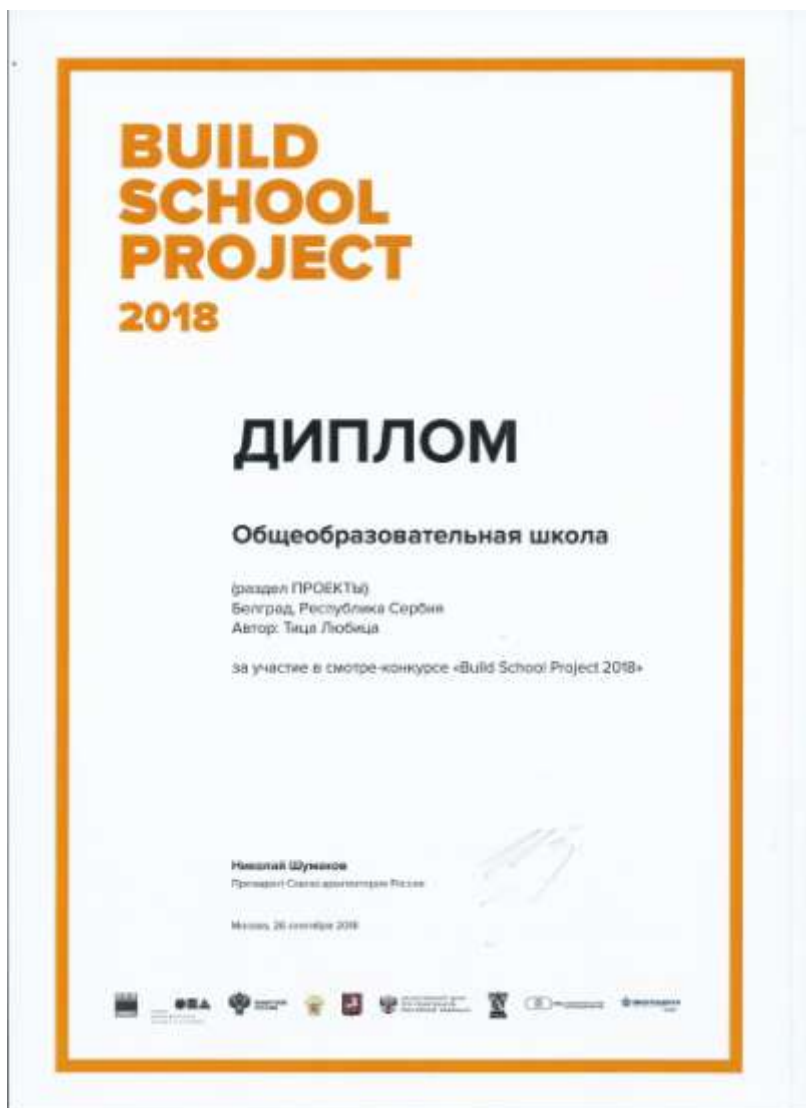 BUILD
SCHOOL
PROJECT
2018
ДИПЛОМ
Общеобразовательная школа
(раздел ПРОЕКТЫ)
Белград, Республика Сербия
Автор: Тица Любица
за участие в смотре-конкурсе «Build School Project 2018»
Николай Шумаков
Президент Союза архитекторов России
Москва, 26 сентября 2018